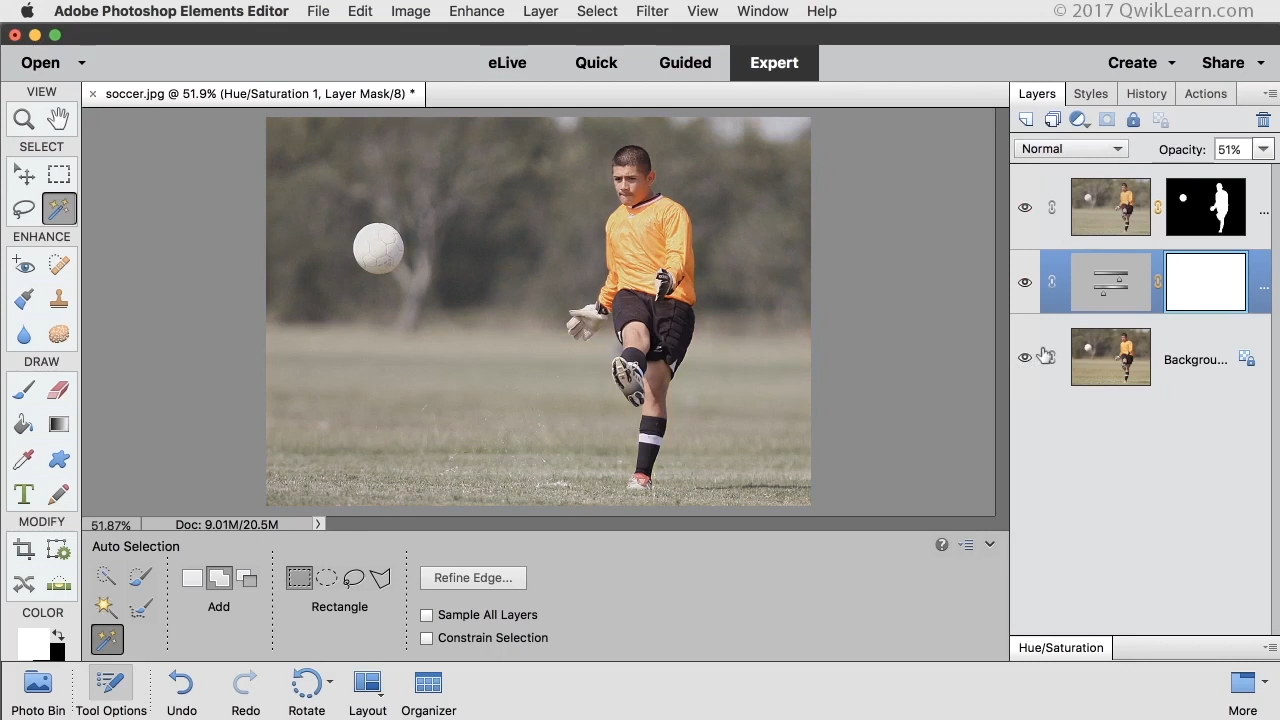 Adobe Photoshop Elements Editor File Edit Image Enhance Layer Select Filter View Window Help © 2017 QwikLearn.com
Open eLive Quick Guided Expert Create Share
VIEW
× soccer.jpg @ 51.9% (Hue/Saturation 1, Layer Mask/8) *
Layers Styles History Actions
SELECT
Normal Opacity: 51%
...
ENHANCE
...
DRAW
Backgrou...
T
MODIFY
51.87% Doc: 9.01M/20.5M
Auto Selection
Refine Edge...
Add Rectangle
COLOR
Sample All Layers
Constrain Selection
Hue/Saturation
Photo Bin Tool Options Undo Redo Rotate Layout Organizer More